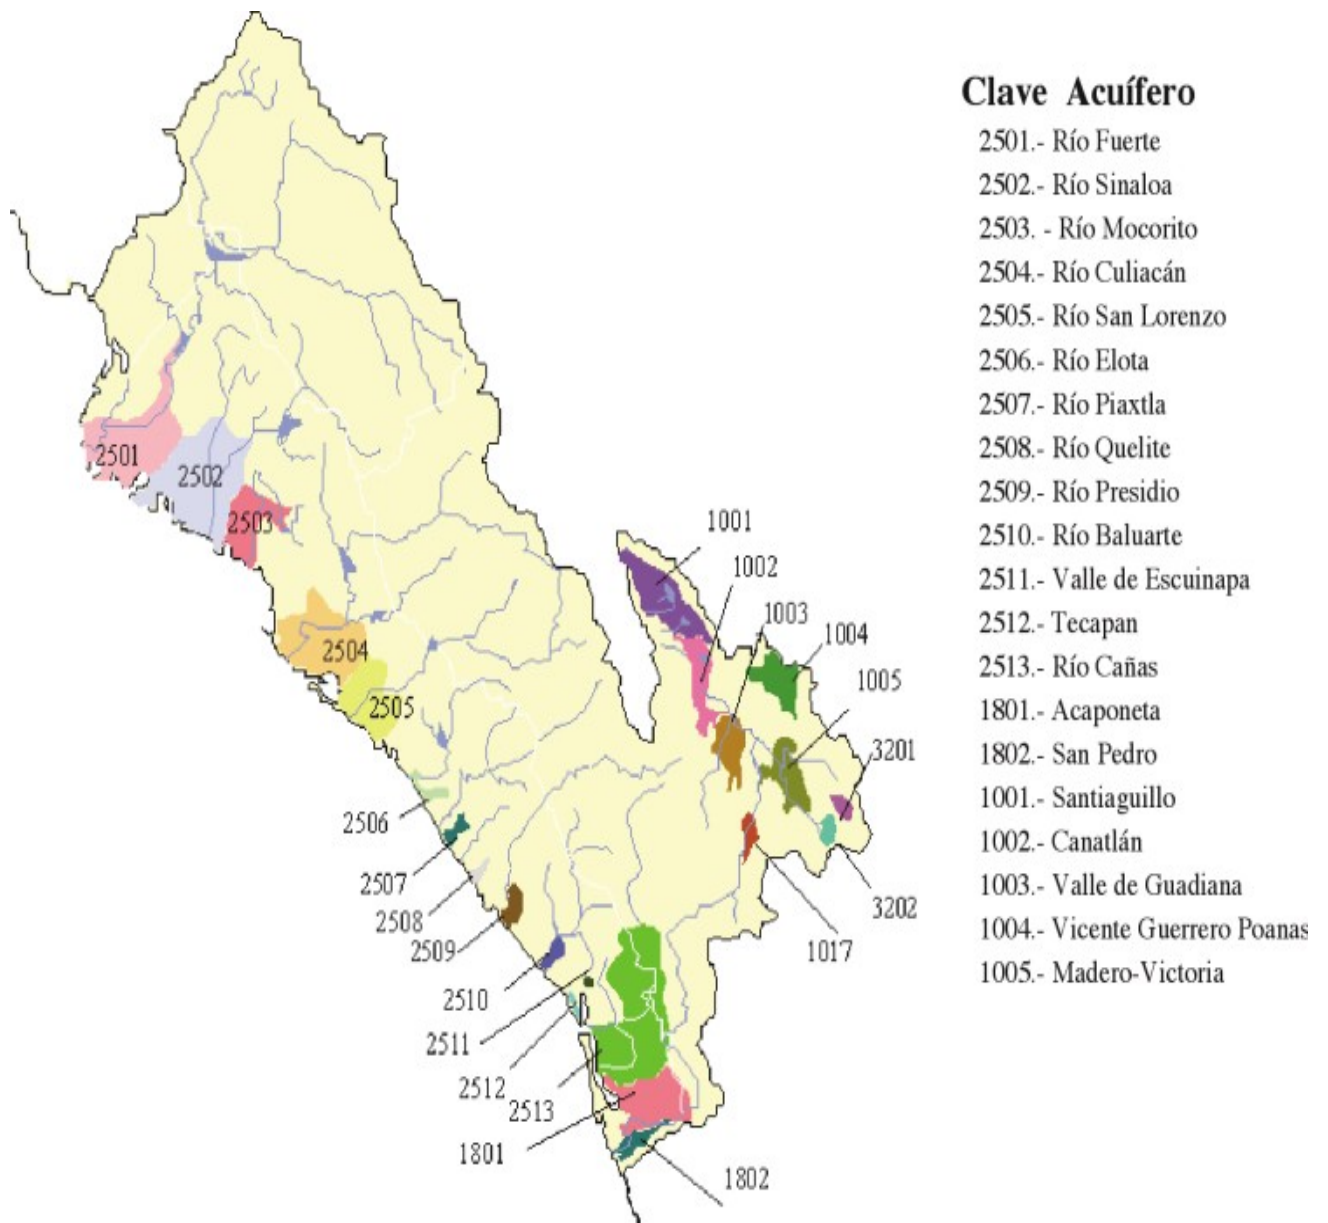 Clave Acuífero
2501.- Río Fuerte
2502.- Río Sinaloa
2503. - Río Mocorito
2504.- Río Culiacán
2505.- Río San Lorenzo
2506.- Río Elota
2507.- Río Piaxtla
2508.- Río Quelite
2509.- Río Presidio
2510.- Río Baluarte
2511.- Valle de Escuinapa
2512.- Tecapan
2513.- Río Cañas
1801.- Acaponeta
1802.- San Pedro
1001.- Santiaguillo
1002.- Canatlán
1003.- Valle de Guadiana
1004.- Vicente Guerrero Poanas
1005.- Madero-Victoria
2501
2502
2503
1001
1002
1003
1004
2504
1005
2505
3201
2506
2507
2508
3202
2509
1017
2510
2511
2512
2513
1801
1802